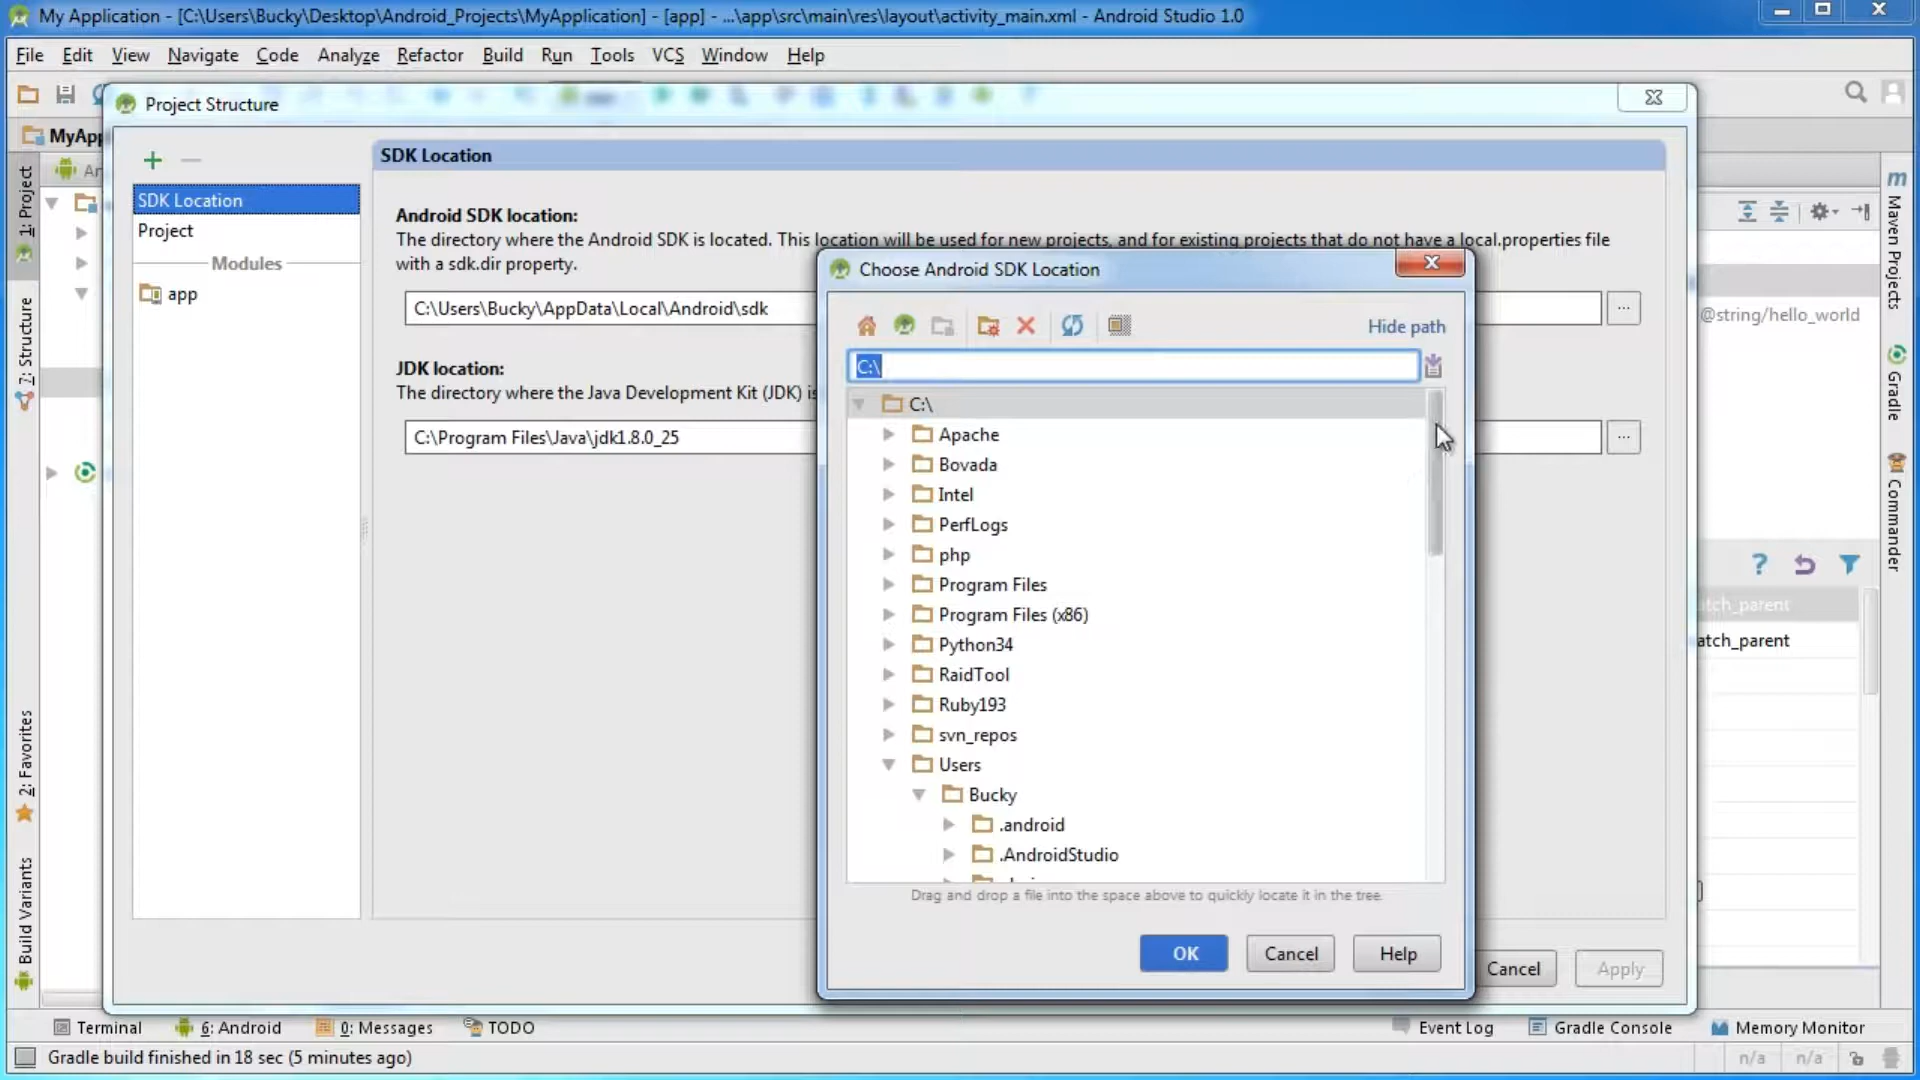 My Application - [C:\Users\Bucky\Desktop\Android_Projects\MyApplication] - [app] - ...\app\src\main\res\layout\activity_main.xml - Android Studio 1.0
File Edit View Navigate Code Analyze Refactor Build Run Tools VCS Window Help
Project Structure
MyApp
SDK Location
Project
Modules
app
SDK Location
Android SDK location:
The directory where the Android SDK is located. This location will be used for new projects, and for existing projects that do not have a local.properties file
with a sdk.dir property.
C:\Users\Bucky\AppData\Local\Android\sdk
...
JDK location:
The directory where the Java Development Kit (JDK) is
C:\Program Files\Java\jdk1.8.0_25
...
Choose Android SDK Location
Hide path
C:\
C:\
Apache
Bovada
Intel
PerfLogs
php
Program Files
Program Files (x86)
Python34
RaidTool
Ruby193
svn_repos
Users
Bucky
.android
.AndroidStudio
Drag and drop a file into the space above to quickly locate it in the tree.
OK Cancel Help
Cancel Apply
@string/hello_world
atch_parent
atch_parent
1: Project
7: Structure
2: Favorites
Build Variants
Maven Projects
Gradle
Commander
Terminal 6: Android 0: Messages TODO Event Log Gradle Console Memory Monitor
Gradle build finished in 18 sec (5 minutes ago) n/a n/a